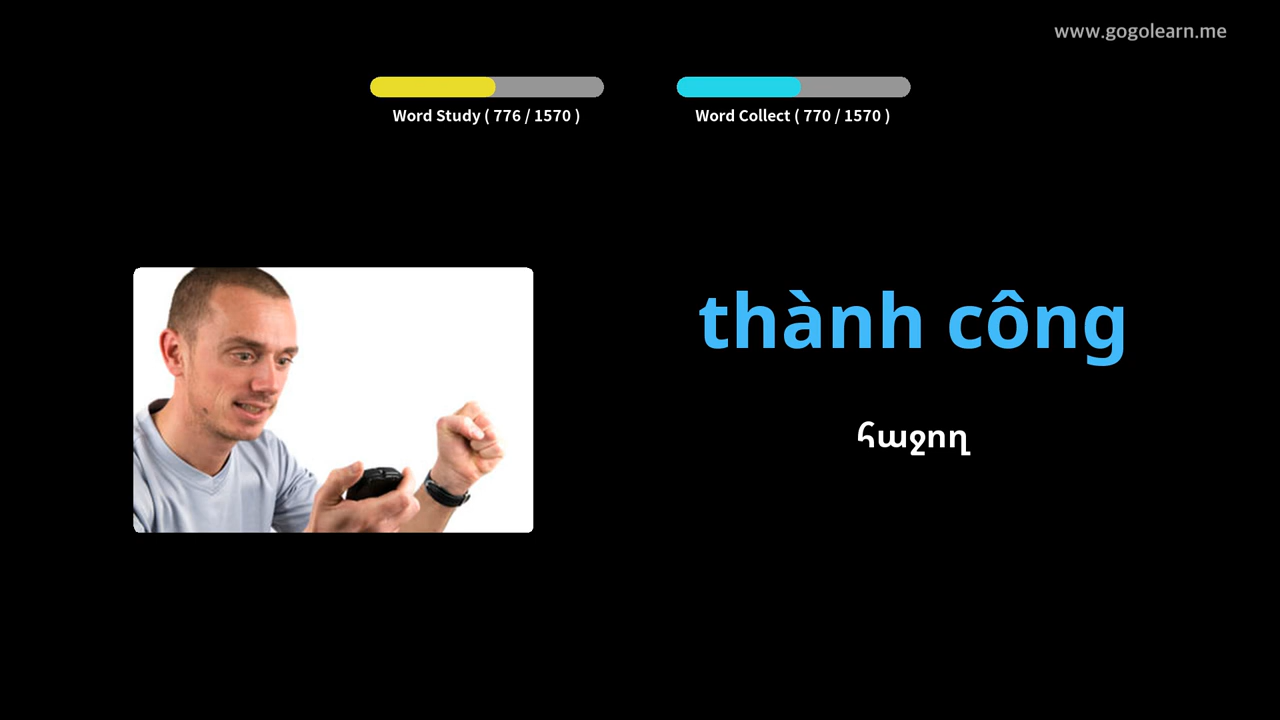 www.gogolearn.me
Word Study ( 776 / 1570 )
Word Collect ( 770 / 1570 )
thành công
հաջող